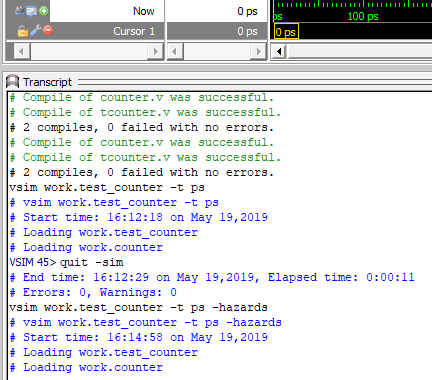 Now 0 ps
ps 100 ps
Cursor 1 0 ps 0 ps
Transcript
# Compile of counter.v was successful.
# Compile of tcounter.v was successful.
# 2 compiles, 0 failed with no errors.
# Compile of counter.v was successful.
# Compile of tcounter.v was successful.
# 2 compiles, 0 failed with no errors.
vsim work.test_counter -t ps
# vsim work.test_counter -t ps
# Start time: 16:12:18 on May 19,2019
# Loading work.test_counter
# Loading work.counter
VSIM 45> quit -sim
# End time: 16:12:29 on May 19,2019, Elapsed time: 0:00:11
# Errors: 0, Warnings: 0
vsim work.test_counter -t ps -hazards
# vsim work.test_counter -t ps -hazards
# Start time: 16:14:58 on May 19,2019
# Loading work.test_counter
# Loading work.counter